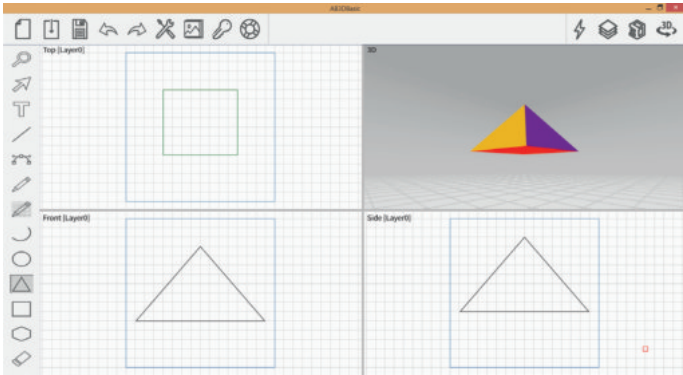 AB3DBasic
3D
Top [Layer0]
3D
Front [Layer0]
Side [Layer0]
T